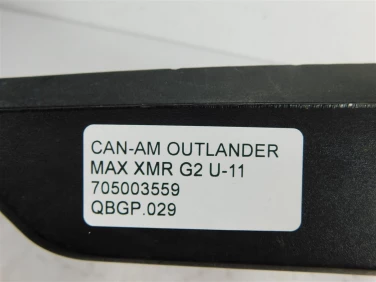 CAN-AM OUTLANDER
MAX XMR G2 U-11
705003559
QBGP.029